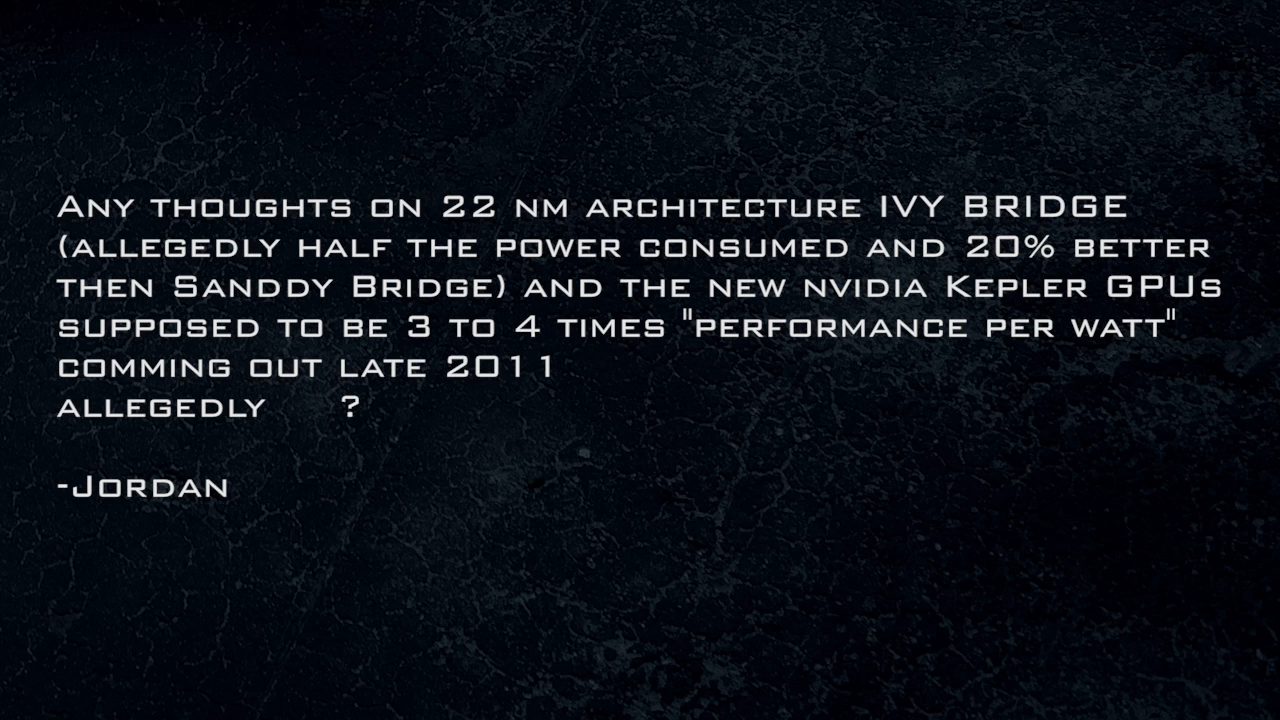 Any thoughts on 22 nm architecture IVY BRIDGE
(allegedly half the power consumed and 20% better
then Sanddy Bridge) and the new nvidia Kepler GPUs
supposed to be 3 to 4 times "performance per watt"
comming out late 2011
allegedly ?
-Jordan